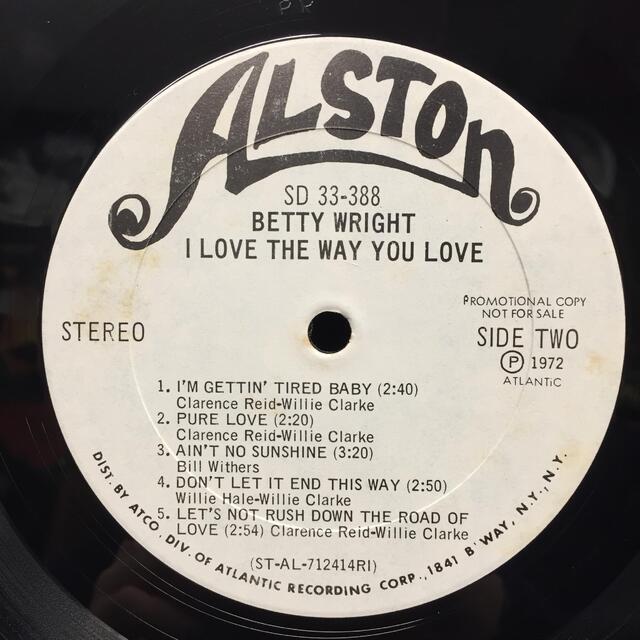 PR
ALSTOn
SD 33-388
BETTY WRIGHT
I LOVE THE WAY YOU LOVE
PROMOTIONAL COPY
NOT FOR SALE
STEREO
SIDE TWO
Ⓟ 1972
ATLANTiC
1. I'M GETTIN' TIRED BABY (2:40)
Clarence Reid-Willie Clarke
2. PURE LOVE (2:20)
Clarence Reid-Willie Clarke
3. AIN'T NO SUNSHINE (3:20)
Bill Withers
4. DON'T LET IT END THIS WAY (2:50)
Willie Hale-Willie Clarke
5. LET'S NOT RUSH DOWN THE ROAD OF
LOVE (2:54) Clarence Reid-Willie Clarke
(ST-AL-712414RI)
DIST. BY ATCO. DIV. OF ATLANTIC RECORDING CORP., 1841 B'WAY, N.Y., N.Y.